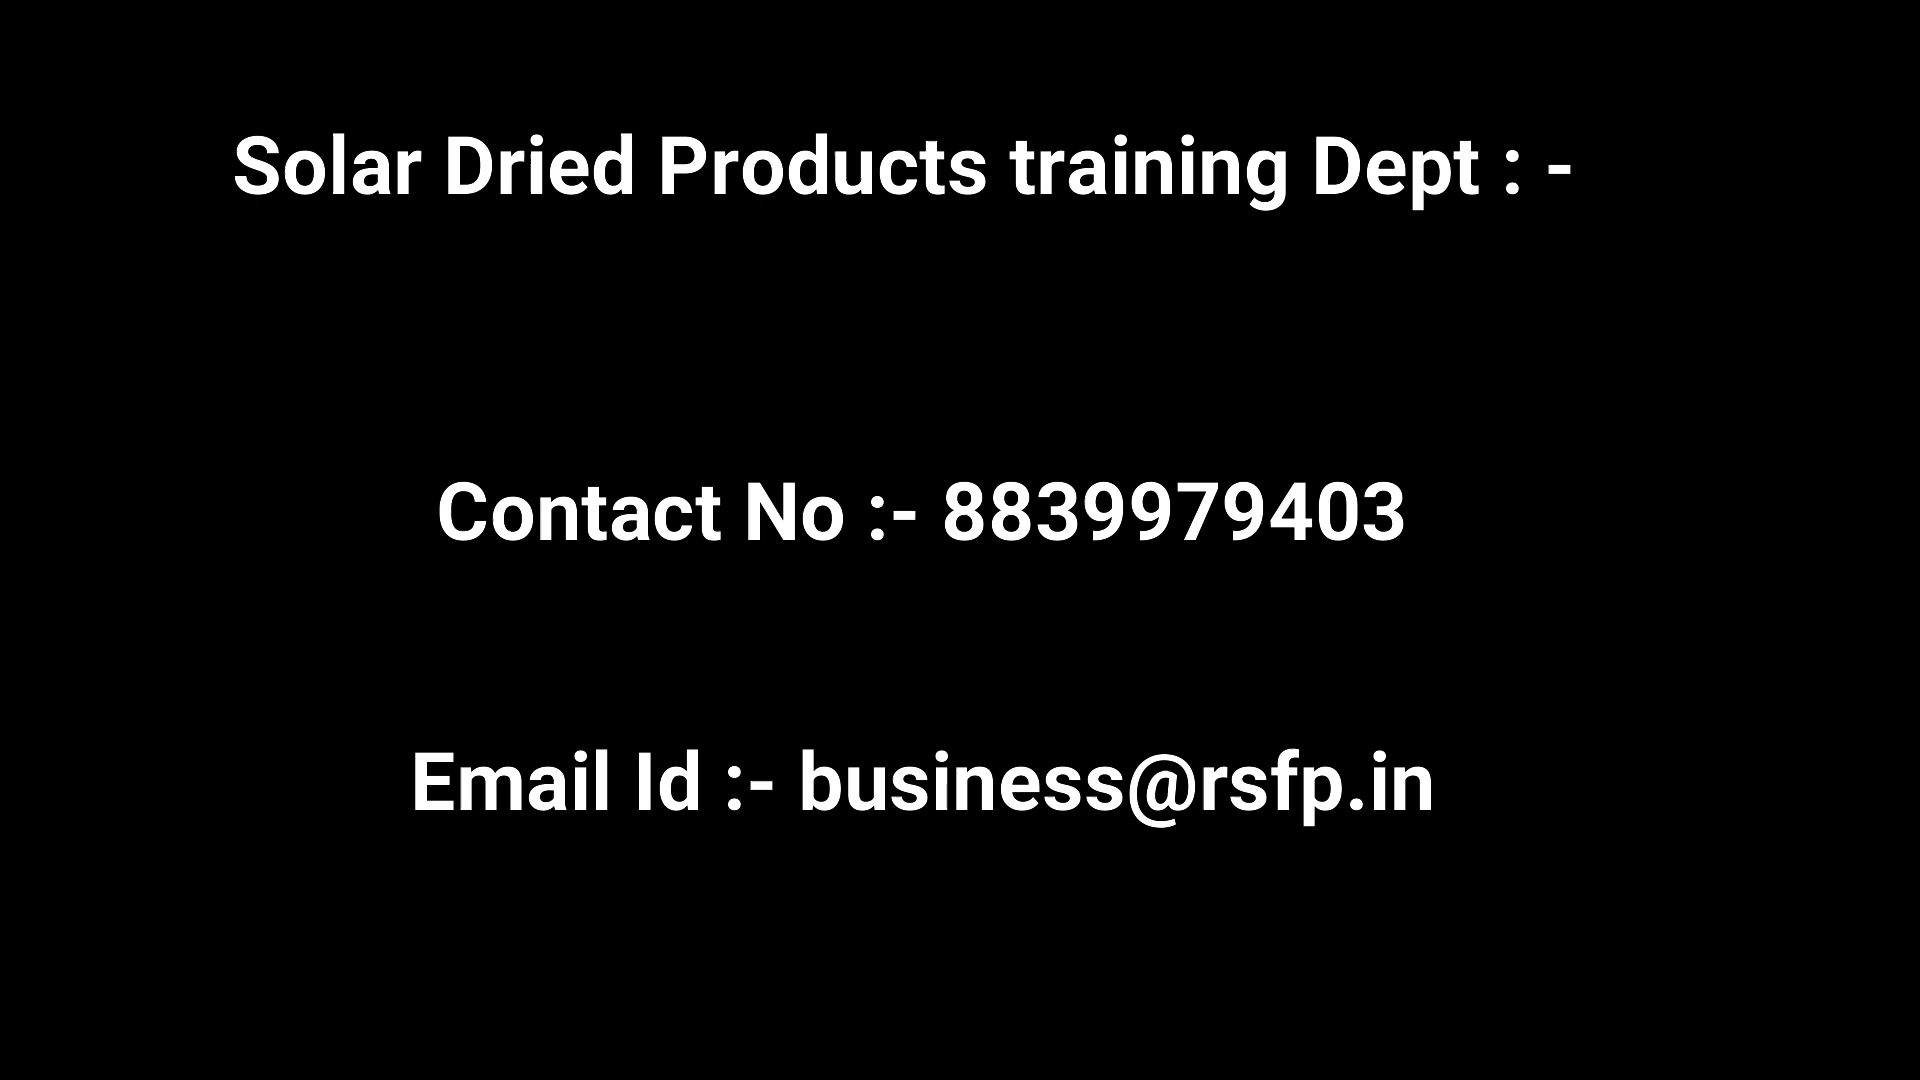 Solar Dried Products training Dept : -
Contact No :- 8839979403
Email Id :- business@rsfp.in